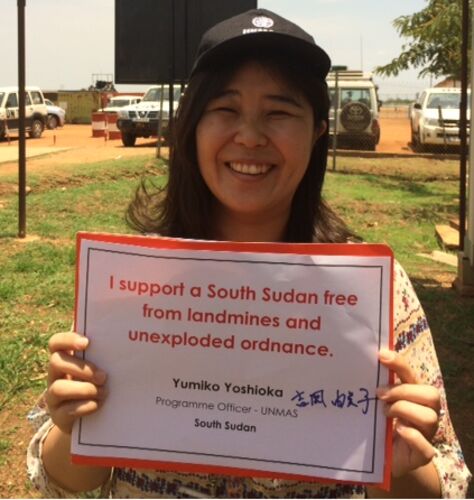 I support a South Sudan free
from landmines and
unexploded ordnance.
Yumiko Yoshioka 吉岡 由美子
Programme Officer - UNMAS
South Sudan